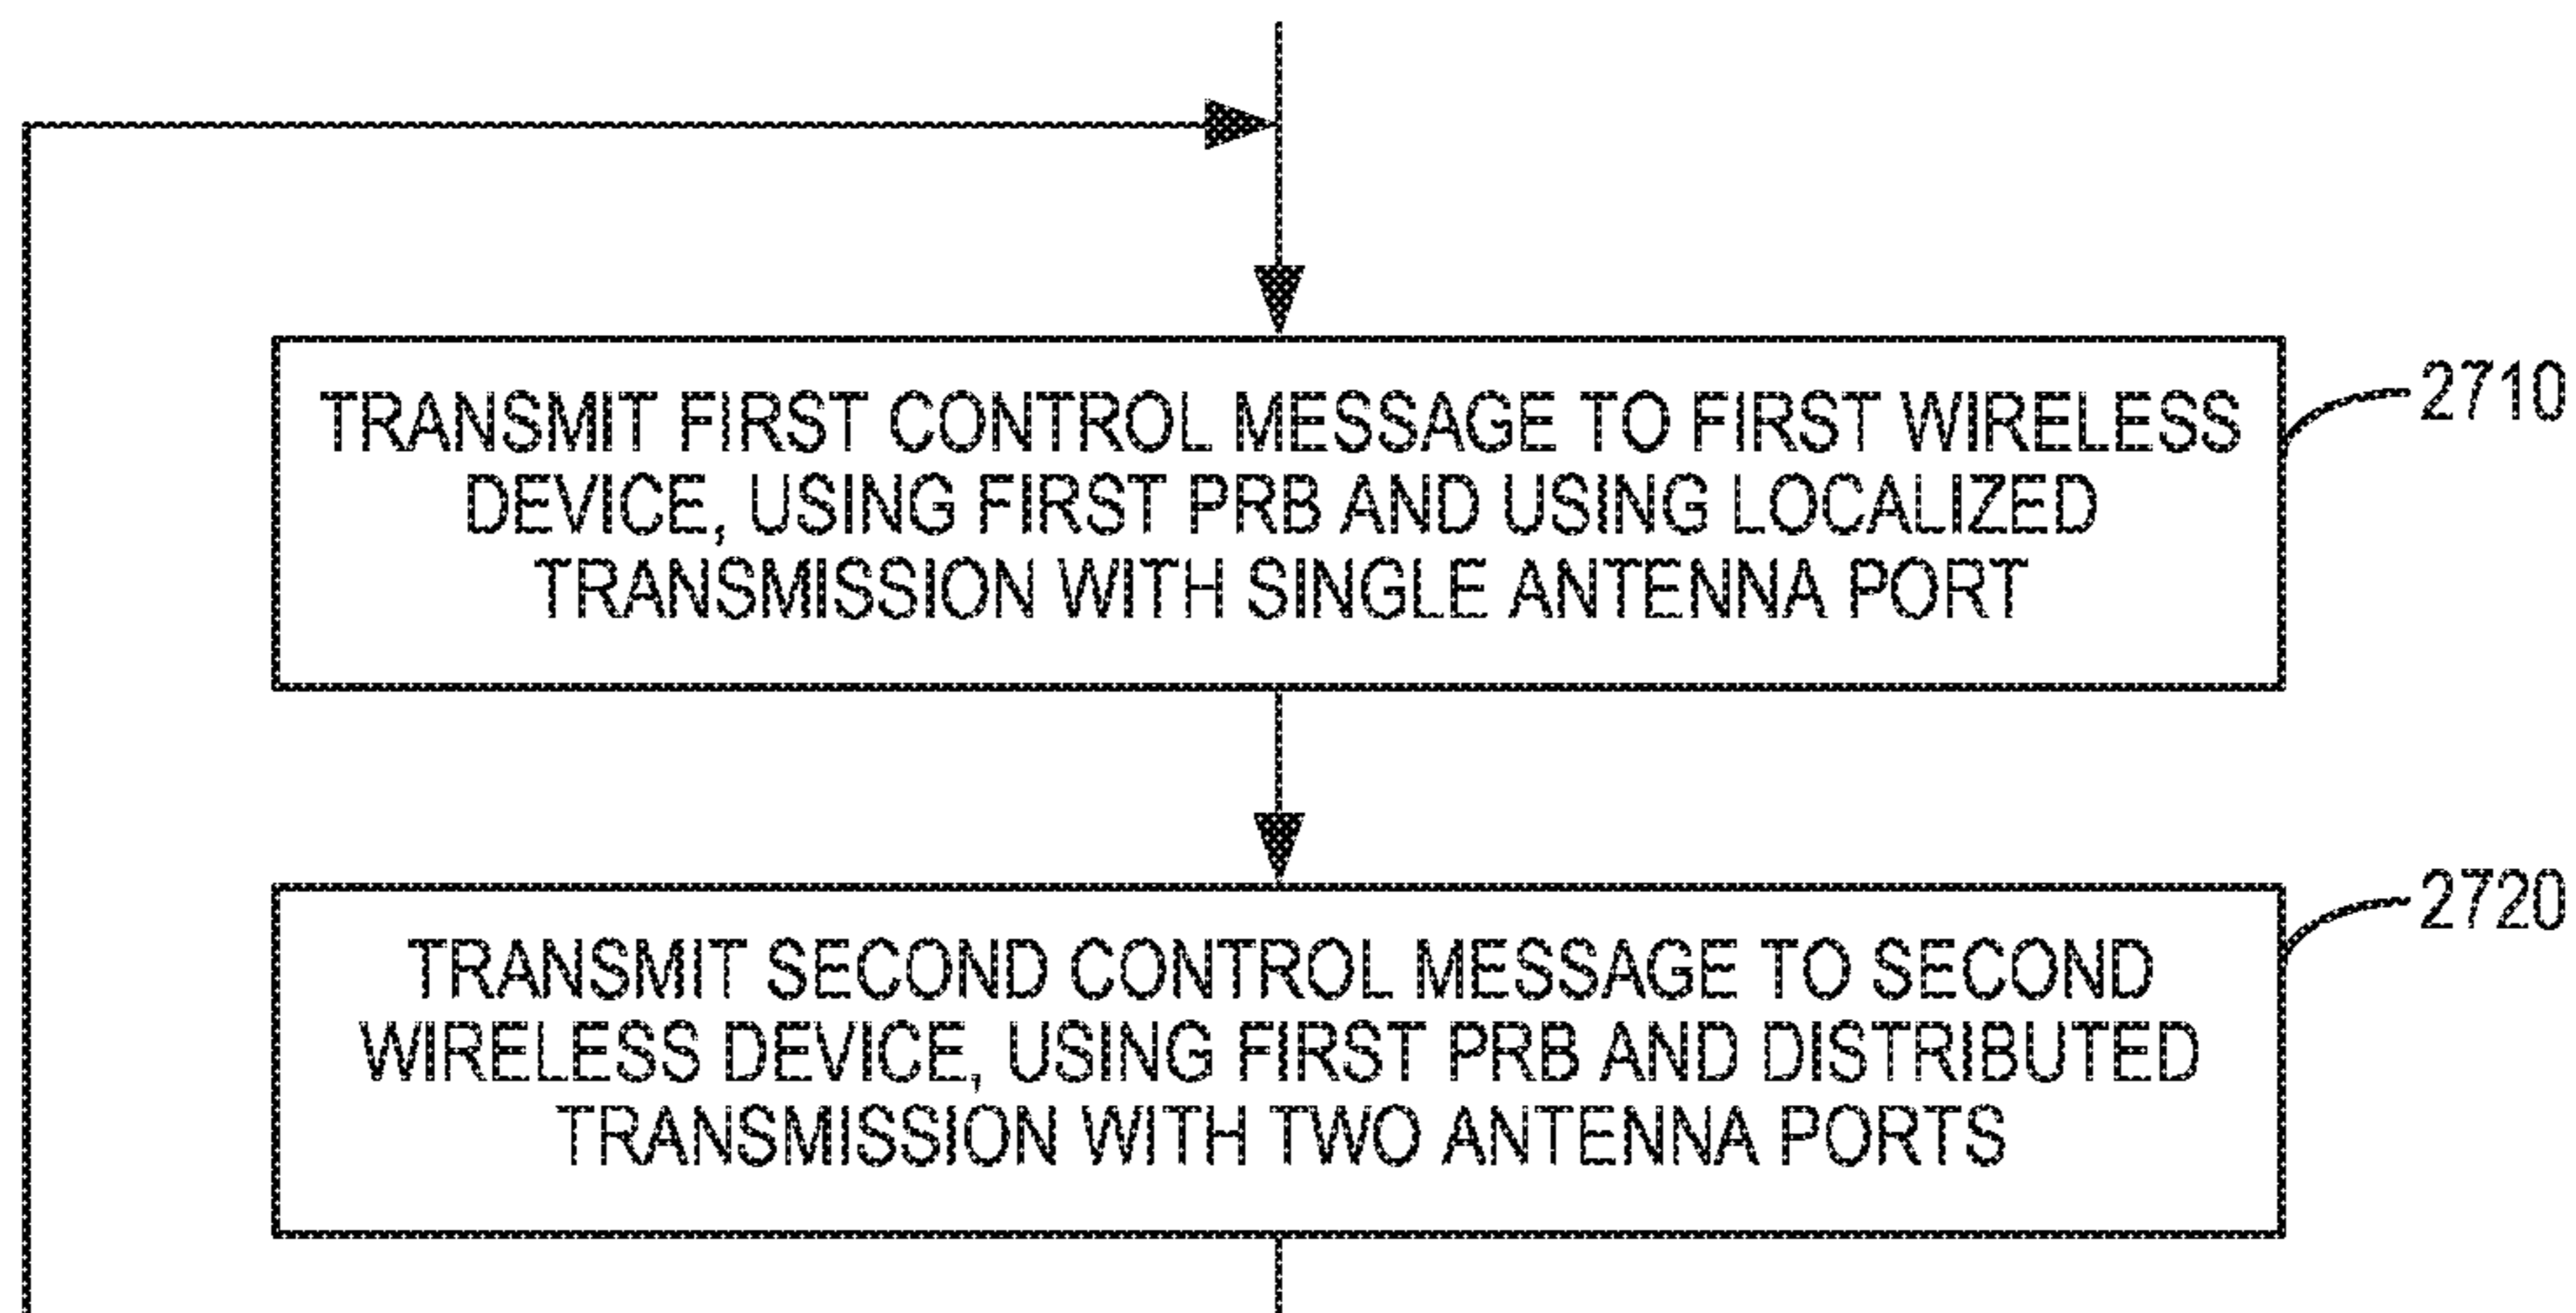 TRANSMIT FIRST CONTROL MESSAGE TO FIRST WIRELESS
DEVICE, USING FIRST PRB AND USING LOCALIZED
TRANSMISSION WITH SINGLE ANTENNA PORT
2710
TRANSMIT SECOND CONTROL MESSAGE TO SECOND
WIRELESS DEVICE, USING FIRST PRB AND DISTRIBUTED
TRANSMISSION WITH TWO ANTENNA PORTS
2720